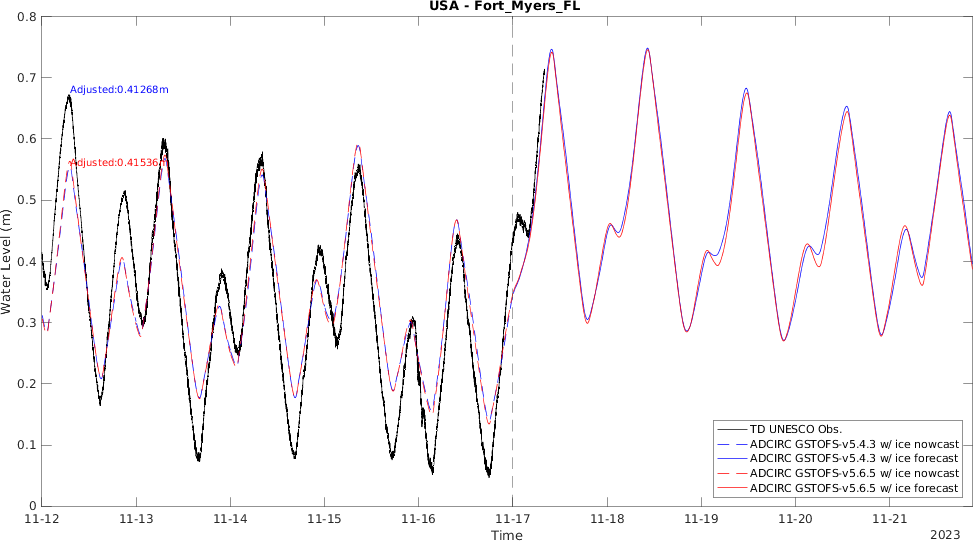 USA - Fort_Myers_FL
0.8
0.7
0.6
0.5
0.4
0.3
0.2
0.1
0
Water Level (m)
Adjusted:0.41268m
Adjusted:0.41536m
TD UNESCO Obs.
ADCIRC GSTOFS-v5.4.3 w/ ice nowcast
ADCIRC GSTOFS-v5.4.3 w/ ice forecast
ADCIRC GSTOFS-v5.6.5 w/ ice nowcast
ADCIRC GSTOFS-v5.6.5 w/ ice forecast
11-12 11-13 11-14 11-15 11-16 11-17 11-18 11-19 11-20 11-21
Time
2023